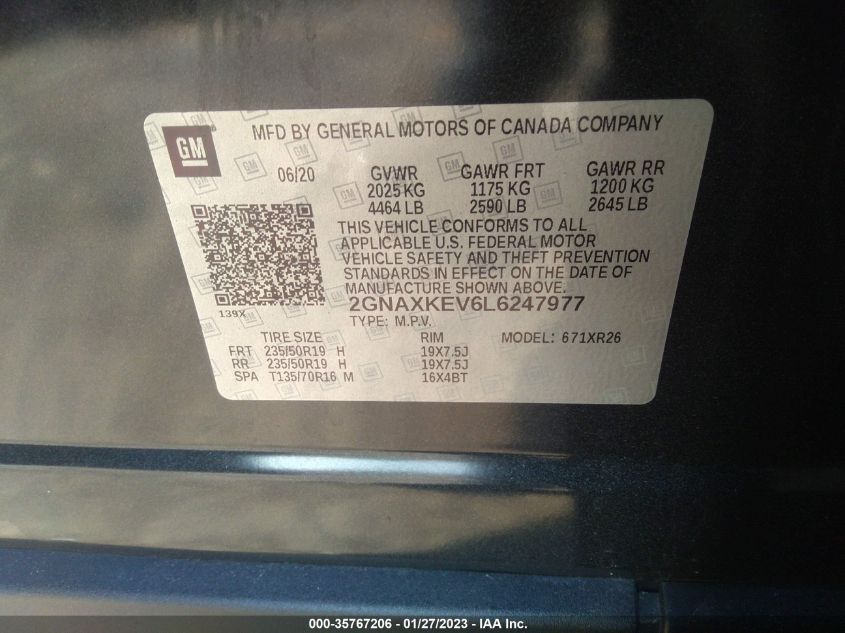 GM
MFD BY GENERAL MOTORS OF CANADA COMPANY
06/20 GVWR GAWR FRT GAWR RR
2025 KG 1175 KG 1200 KG
4464 LB 2590 LB 2645 LB
THIS VEHICLE CONFORMS TO ALL
APPLICABLE U.S. FEDERAL MOTOR
VEHICLE SAFETY AND THEFT PREVENTION
STANDARDS IN EFFECT ON THE DATE OF
MANUFACTURE SHOWN ABOVE.
139X 2GNAXKEV6L6247977
TYPE: M.P.V.
TIRE SIZE RIM MODEL: 671XR26
FRT 235/50R19 H 19X7.5J
RR 235/50R19 H 19X7.5J
SPA T135/70R16 M 16X4BT
000-35767206 - 01/27/2023 - IAA Inc.